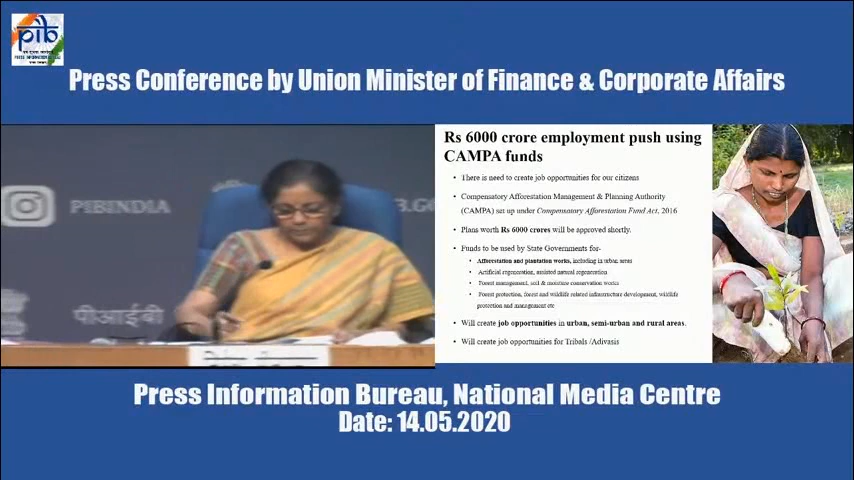 pib
PRESS INFORMATION BUREAU
Press Conference by Union Minister of Finance & Corporate Affairs
PIBINDIA
पीआईबी
Rs 6000 crore employment push using
CAMPA funds
• There is need to create job opportunities for our citizens
• Compensatory Afforestation Management & Planning Authority
(CAMPA) set up under Compensatory Afforestation Fund Act, 2016
• Plans worth Rs 6000 crores will be approved shortly.
• Funds to be used by State Governments for-
• Afforestation and plantation works, including in urban areas
• Artificial regeneration, assisted natural regeneration
• Forest management, soil & moisture conservation works
• Forest protection, forest and wildlife related infrastructure development, wildlife
protection and management etc
• Will create job opportunities in urban, semi-urban and rural areas.
• Will create job opportunities for Tribals /Adivasis
Press Information Bureau, National Media Centre
Date: 14.05.2020